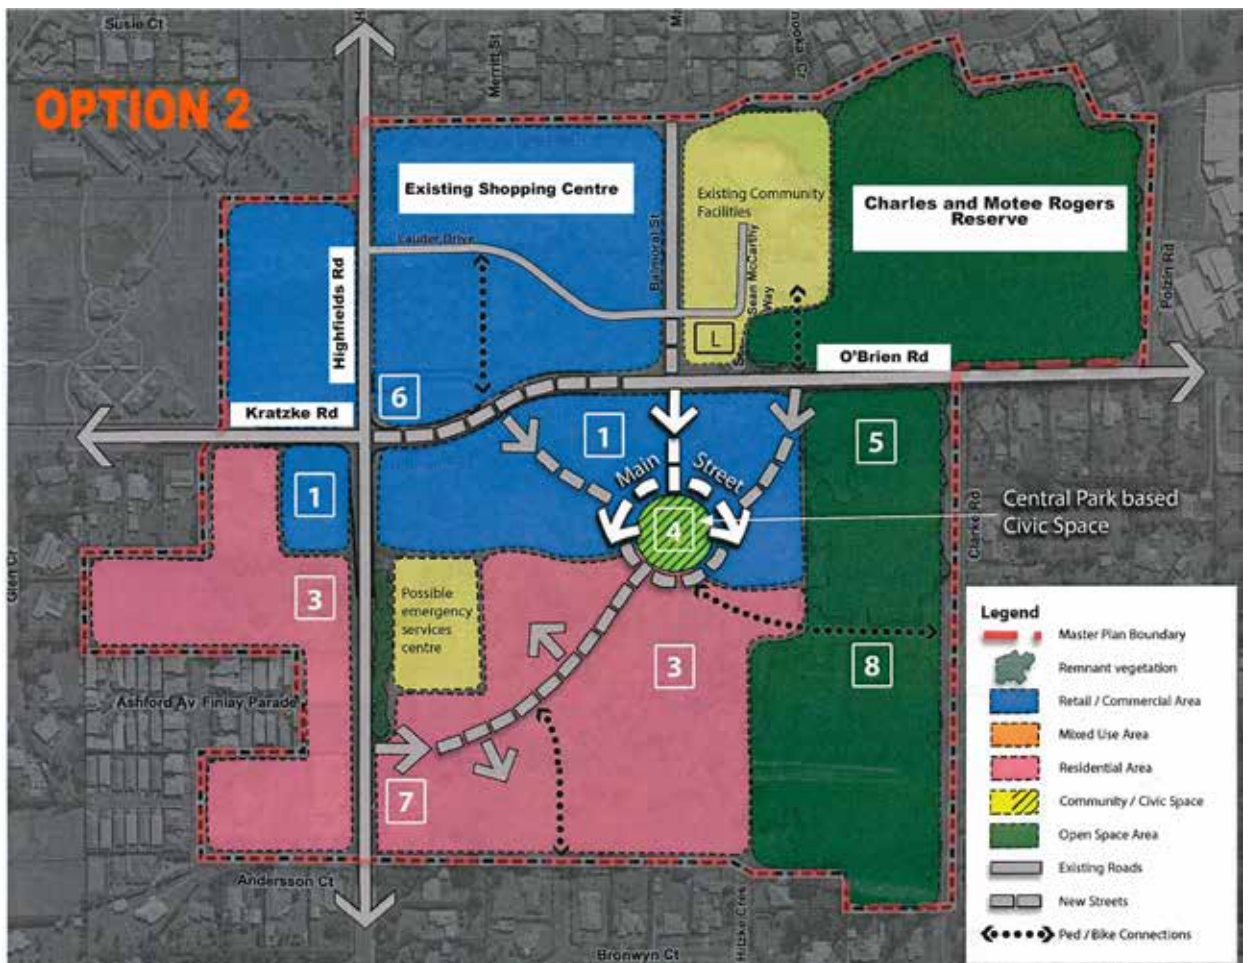 Susie Ct
Merritt St
OPTION 2
Existing Shopping Centre
Existing Community
Facilities
Charles and Motee Rogers
Reserve
Lauder Drive
Highfields Rd
Balmoral St
Sean McCarthy
Way
Polzin Rd
L
O'Brien Rd
6
Kratzke Rd
1
5
Main Street
1
4
Central Park based
Civic Space
Clarke Rd
Glen Cr
3
Possible
emergency
services
centre
3
8
Ashford Av Finlay Parade
7
Andersson Ct
Hitzke Cres
Bronwyn Ct
Legend
Master Plan Boundary
Remnant vegetation
Retail / Commercial Area
Mixed Use Area
Residential Area
Community / Civic Space
Open Space Area
Existing Roads
New Streets
Ped / Bike Connections